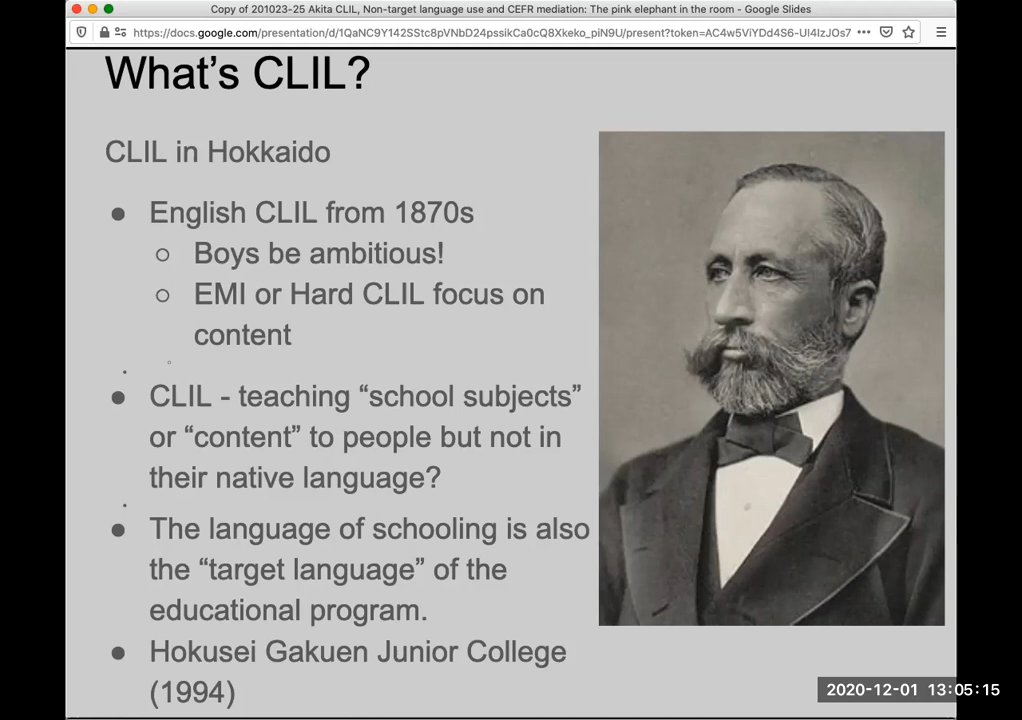 Copy of 201023-25 Akita CLIL, Non-target language use and CEFR mediation: The pink elephant in the room - Google Slides
https://docs.google.com/presentation/d/1QaNC9Y142SStc8pVNbD24pssikCa0cQ8Xkeko_piN9U/present?token=AC4w5ViYDd4S6-UI4IzJOs7
What's CLIL?
CLIL in Hokkaido
● English CLIL from 1870s
○ Boys be ambitious!
○ EMI or Hard CLIL focus on
content
● CLIL - teaching “school subjects”
or “content” to people but not in
their native language?
● The language of schooling is also
the “target language” of the
educational program.
● Hokusei Gakuen Junior College
(1994)
2020-12-01 13:05:15